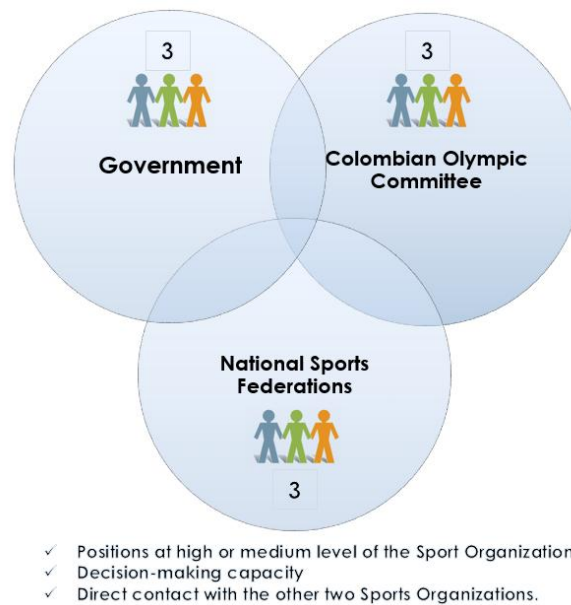 3
3
Government
Colombian Olympic
Committee
National Sports
Federations
3
✓ Positions at high or medium level of the Sport Organization
✓ Decision-making capacity
✓ Direct contact with the other two Sports Organizations.